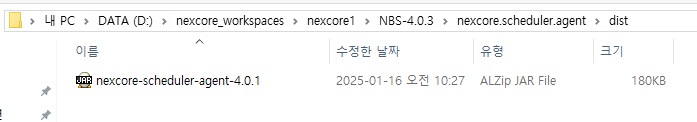 내 PC > DATA (D:) > nexcore_workspaces > nexcore1 > NBS-4.0.3 > nexcore.scheduler.agent > dist
이름 수정한 날짜 유형 크기
nexcore-scheduler-agent-4.0.1 2025-01-16 오전 10:27 ALZip JAR File 180KB